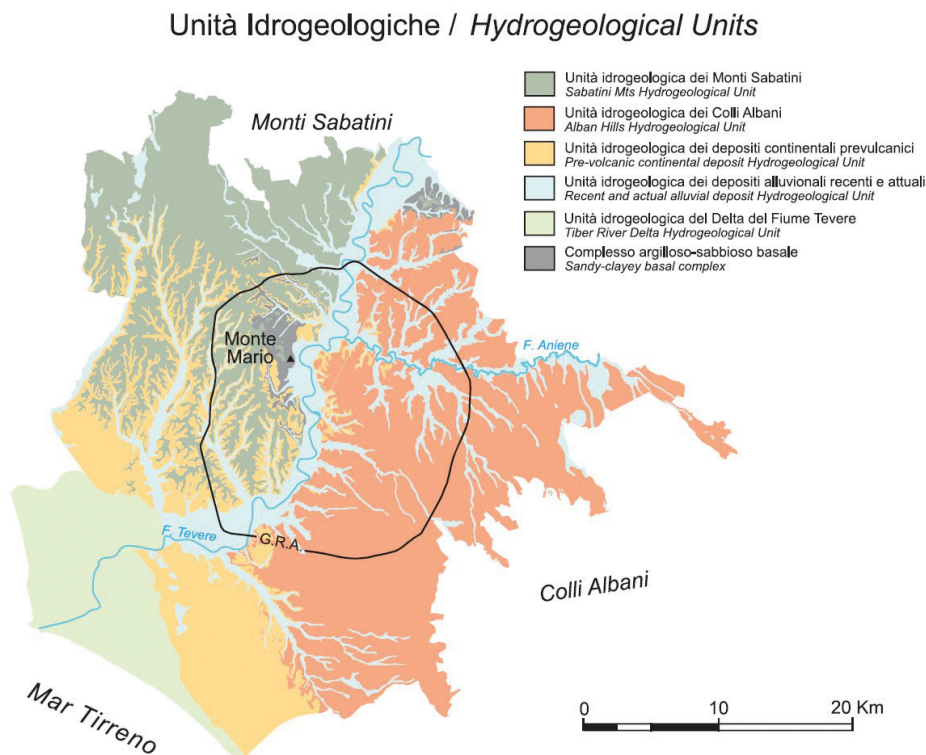 Unità Idrogeologiche / Hydrogeological Units
Monti Sabatini
Unità idrogeologica dei Monti Sabatini
Sabatini Mts Hydrogeological Unit
Unità idrogeologica dei Colli Albani
Alban Hills Hydrogeological Unit
Unità idrogeologica dei depositi continentali prevulcanici
Pre-volcanic continental deposit Hydrogeological Unit
Unità idrogeologica dei depositi alluvionali recenti e attuali
Recent and actual alluvial deposit Hydrogeological Unit
Unità idrogeologica del Delta del Fiume Tevere
Tiber River Delta Hydrogeological Unit
Complesso argilloso-sabbioso basale
Sandy-clayey basal complex
Monte
Mario
F. Aniene
F. Tevere
G.R.A.
Colli Albani
Mar Tirreno
0 10 20 Km